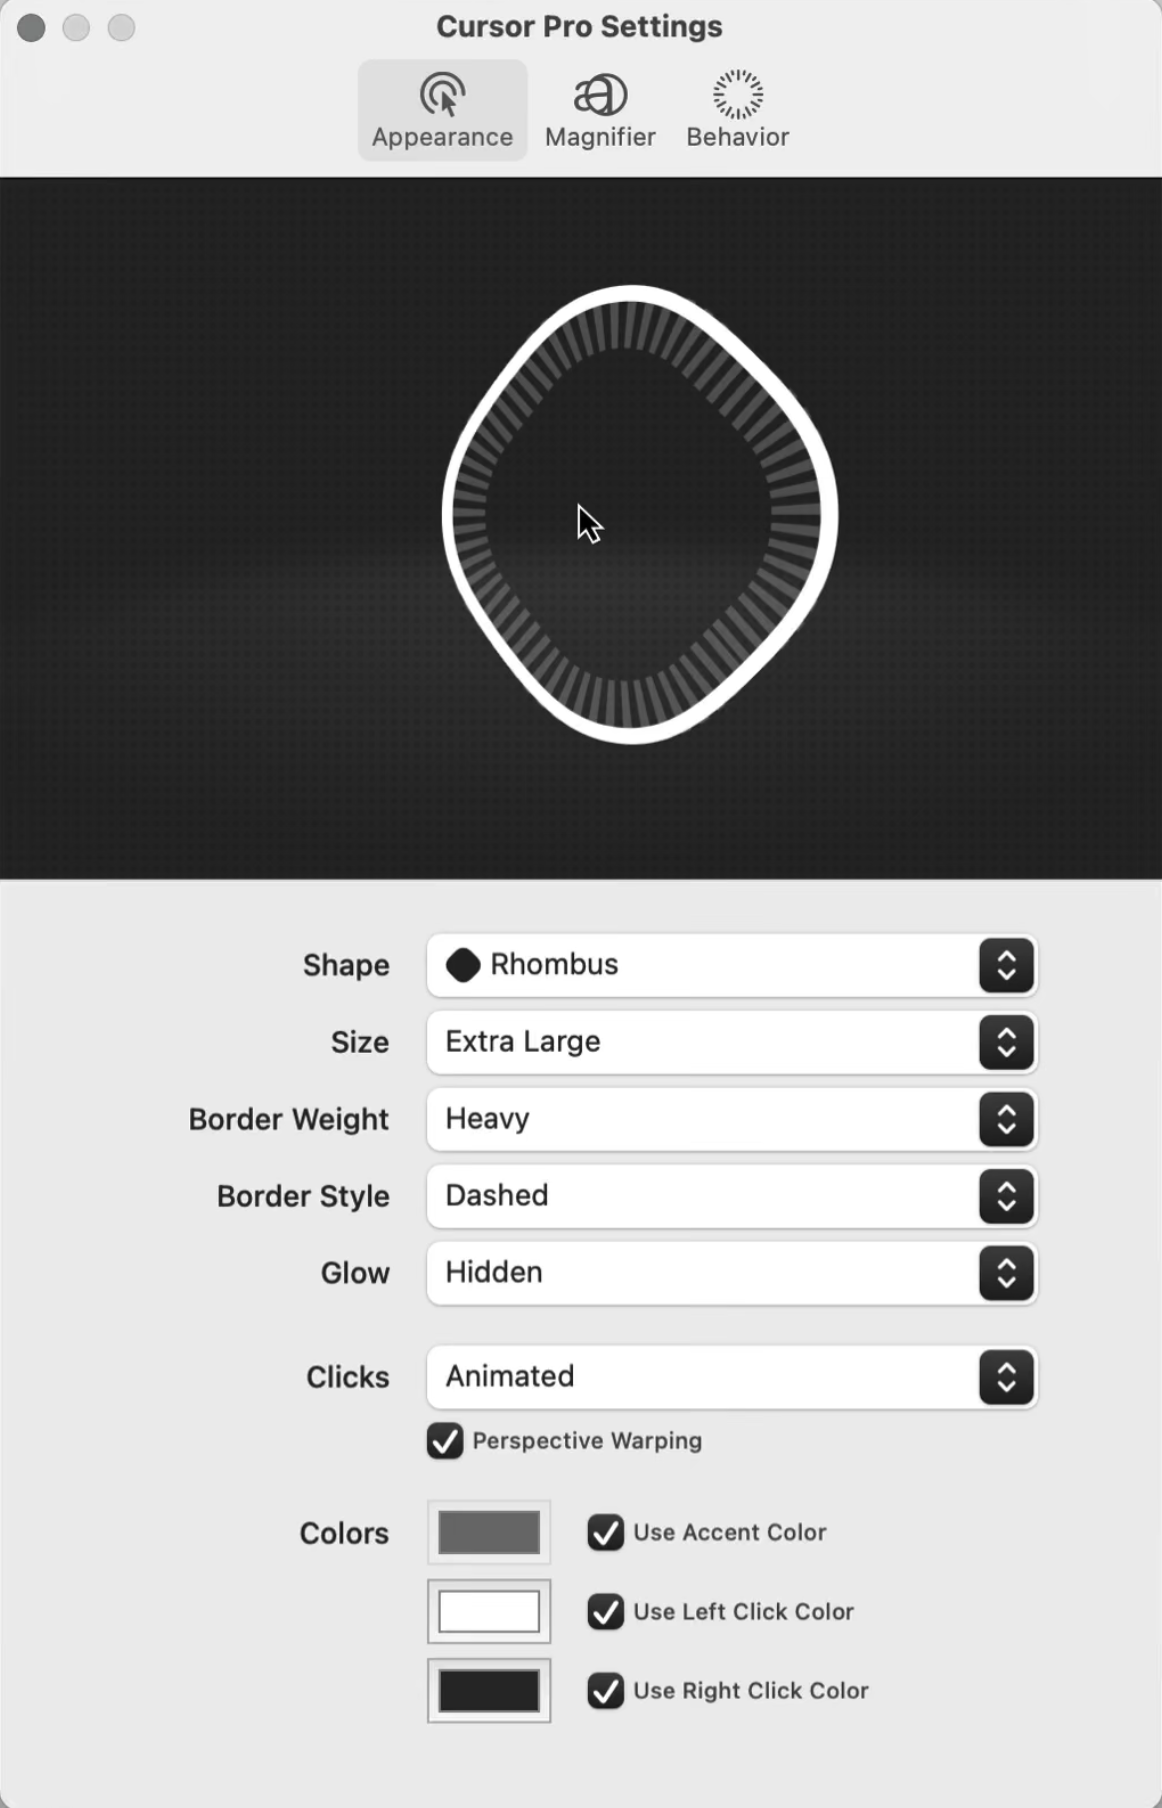 Cursor Pro Settings
Appearance
Magnifier
Behavior
Shape
Rhombus
Size
Extra Large
Border Weight
Heavy
Border Style
Dashed
Glow
Hidden
Clicks
Animated
Perspective Warping
Colors
Use Accent Color
Use Left Click Color
Use Right Click Color